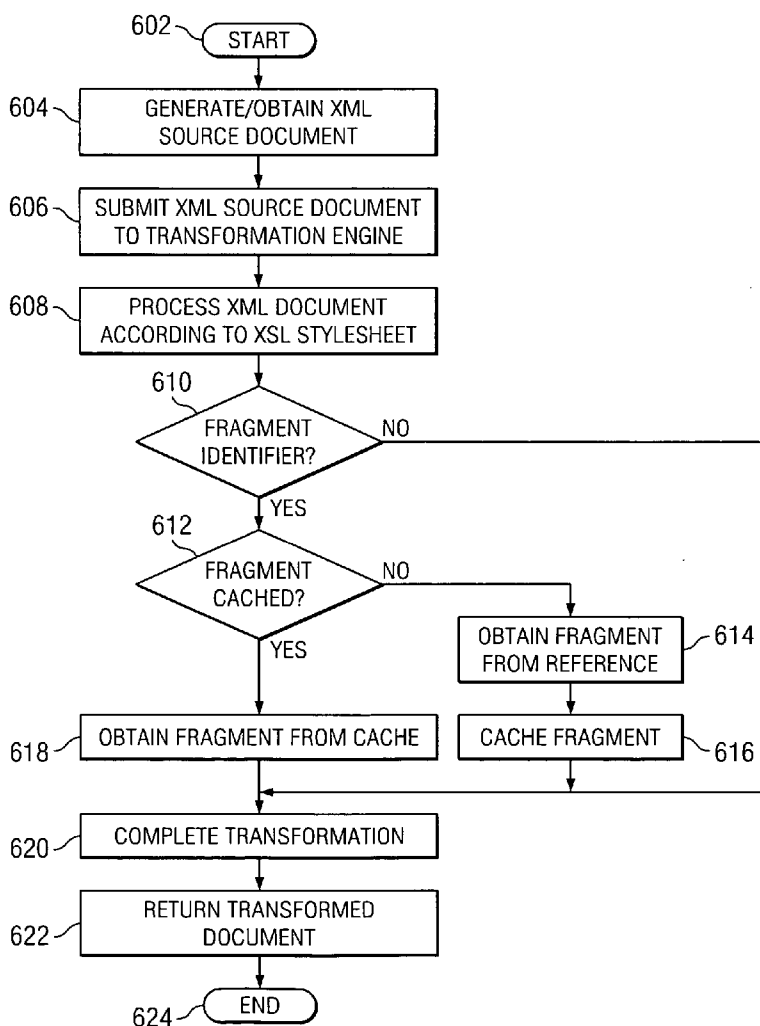 602
START
604
GENERATE/OBTAIN XML
SOURCE DOCUMENT
606
SUBMIT XML SOURCE DOCUMENT
TO TRANSFORMATION ENGINE
608
PROCESS XML DOCUMENT
ACCORDING TO XSL STYLESHEET
610
FRAGMENT
IDENTIFIER?
NO
YES
612
FRAGMENT
CACHED?
NO
YES
OBTAIN FRAGMENT
FROM REFERENCE
614
618
OBTAIN FRAGMENT FROM CACHE
CACHE FRAGMENT
616
620
COMPLETE TRANSFORMATION
622
RETURN TRANSFORMED
DOCUMENT
624
END